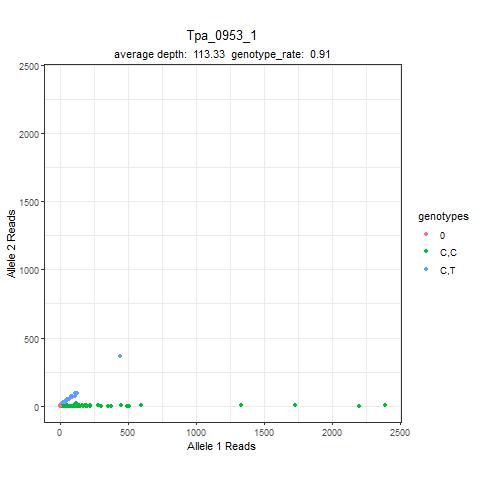 Tpa_0953_1
average depth: 113.33 genotype_rate: 0.91
2500
2000
1500
1000
500
0
Allele 2 Reads
0 500 1000 1500 2000 2500
Allele 1 Reads
genotypes
0
C,C
C,T